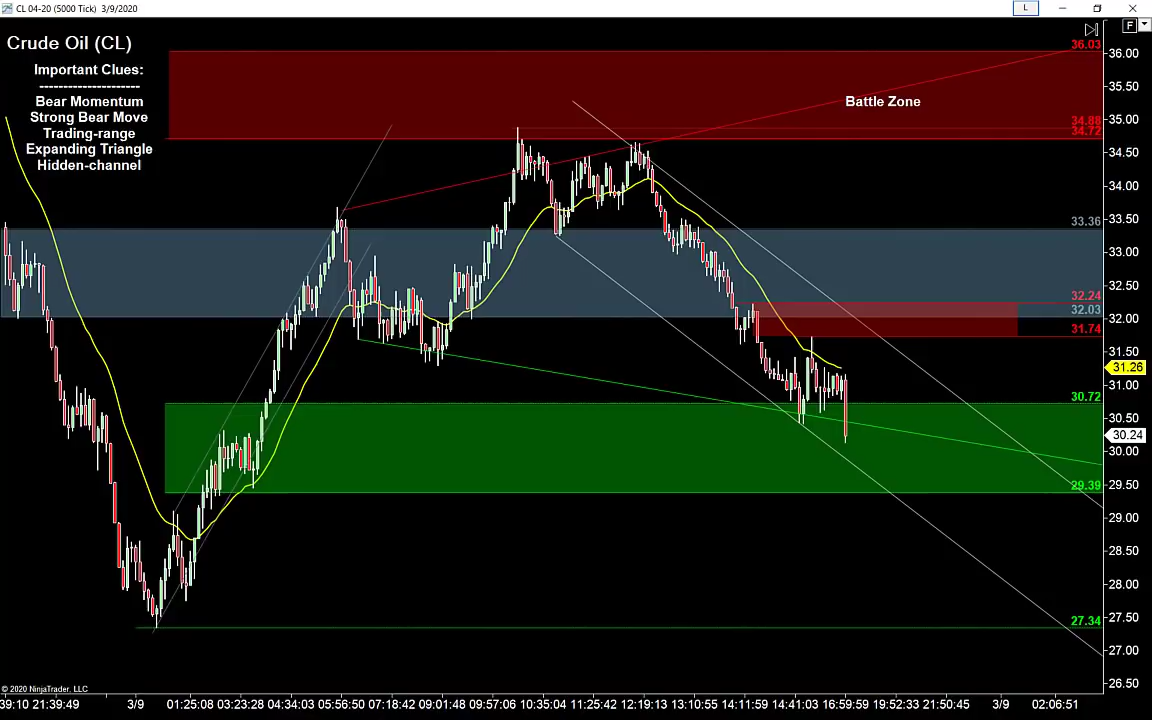 CL 04-20 (5000 Tick) 3/9/2020
L
F
Crude Oil (CL)
Important Clues:
---------------------
Bear Momentum
Strong Bear Move
Trading-range
Expanding Triangle
Hidden-channel
Battle Zone
36.03
34.88
34.72
33.36
32.24
32.03
31.74
30.72
29.39
27.34
36.00
35.50
35.00
34.50
34.00
33.50
33.00
32.50
32.00
31.50
31.26
31.00
30.50
30.24
30.00
29.50
29.00
28.50
28.00
27.50
27.00
26.50
© 2020 NinjaTrader, LLC
39:10 21:39:49 3/9 01:25:08 03:23:28 04:34:03 05:56:50 07:18:42 09:01:48 09:57:06 10:35:04 11:25:42 12:19:13 13:10:55 14:11:59 14:41:03 16:59:59 19:52:33 21:50:45 3/9 02:06:51